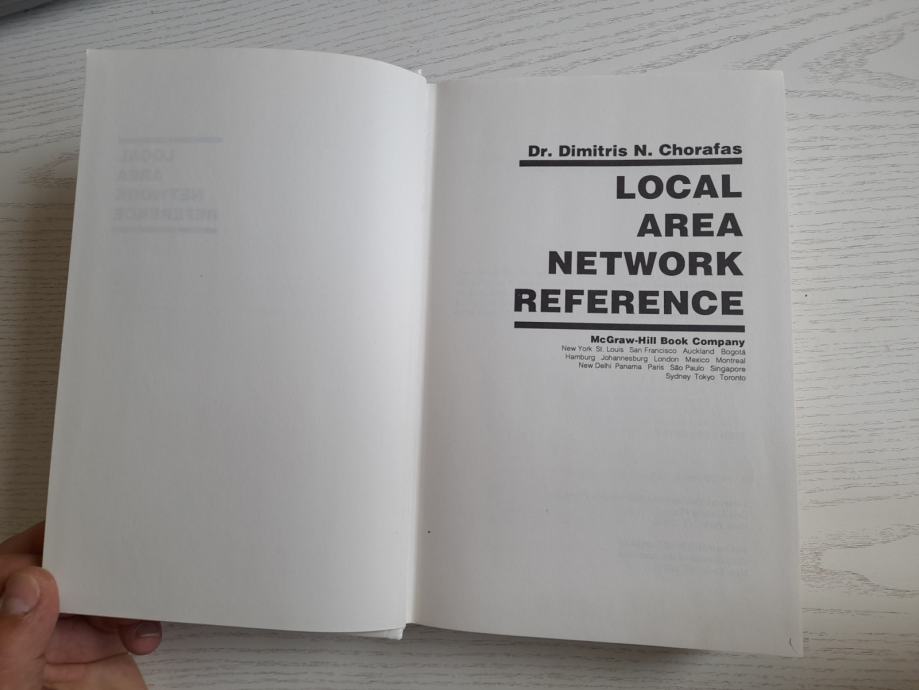 Dr. Dimitris N. Chorafas
LOCAL
AREA
NETWORK
REFERENCE
McGraw-Hill Book Company
New York St. Louis San Francisco Auckland Bogotá
Hamburg Johannesburg London Mexico Montreal
New Delhi Panama Paris São Paulo Singapore
Sydney Tokyo Toronto